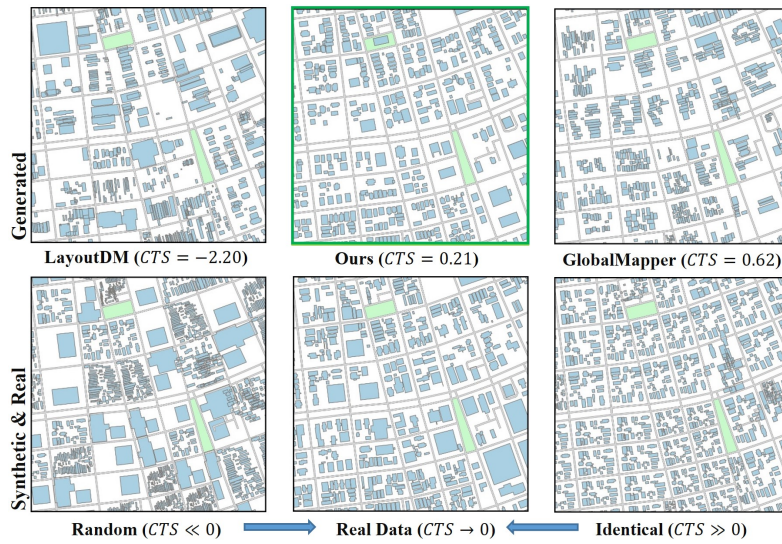 Generated
LayoutDM (CTS = −2.20)
Ours (CTS = 0.21)
GlobalMapper (CTS = 0.62)
Synthetic & Real
Random (CTS ≪ 0)
Real Data (CTS → 0)
Identical (CTS ≫ 0)